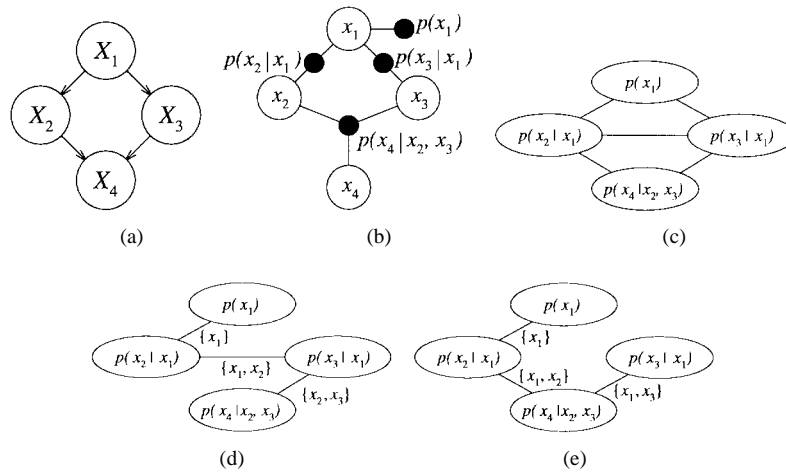 X₁
X₂
X₃
X₄
(a)
x₁
p(x₁)
p(x₂|x₁)
p(x₃|x₁)
x₂
x₃
p(x₄|x₂, x₃)
x₄
(b)
p(x₁)
p(x₂|x₁)
p(x₃|x₁)
p(x₄|x₂, x₃)
(c)
p(x₁)
{x₁}
p(x₂|x₁)
p(x₃|x₁)
{x₁, x₂}
{x₂, x₃}
p(x₄|x₂, x₃)
(d)
p(x₁)
{x₁}
p(x₂|x₁)
p(x₃|x₁)
{x₁, x₂}
{x₁, x₃}
p(x₄|x₂, x₃)
(e)